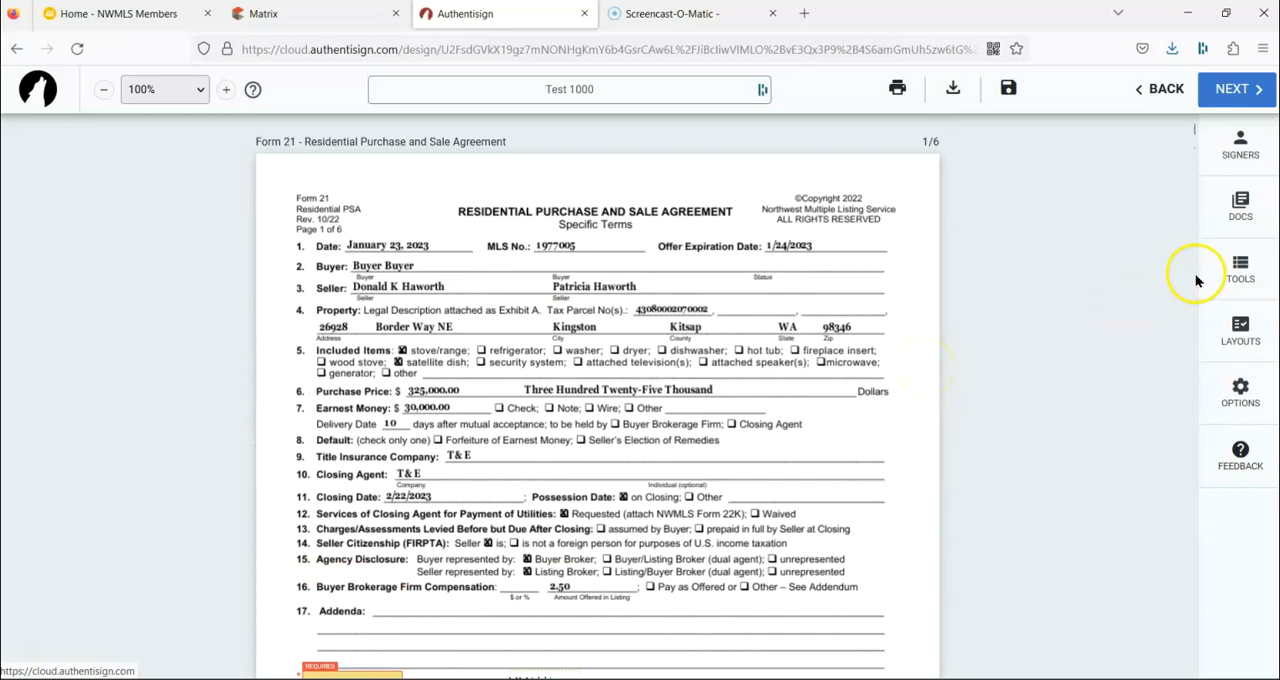 Home - NWMLS Members
Matrix
Authentisign
Screencast-O-Matic -
https://cloud.authentisign.com/design/U2FsdGVkX19gz7mNONHgKmY6b4GsrCAw6L%2FJiBcIiwVlMLO%2BvE3Qx3P9%2B4S6amGmUh5zw6tG%
100%
Test 1000
BACK
NEXT
SIGNERS
DOCS
TOOLS
LAYOUTS
OPTIONS
FEEDBACK
Form 21 - Residential Purchase and Sale Agreement 1/6
Form 21
Residential PSA
Rev. 10/22
Page 1 of 6
RESIDENTIAL PURCHASE AND SALE AGREEMENT
Specific Terms
©Copyright 2022
Northwest Multiple Listing Service
ALL RIGHTS RESERVED
1. Date: January 23, 2023 MLS No.: 1977005 Offer Expiration Date: 1/24/2023
2. Buyer: Buyer Buyer
Buyer Buyer Status
3. Seller: Donald K Haworth Patricia Haworth
Seller Seller
4. Property: Legal Description attached as Exhibit A. Tax Parcel No(s).: 43080002070002 , , ,
26928 Border Way NE Kingston Kitsap WA 98346
Address City County State Zip
5. Included Items: stove/range; refrigerator; washer; dryer; dishwasher; hot tub; fireplace insert;
wood stove; satellite dish; security system; attached television(s); attached speaker(s); microwave;
generator; other
6. Purchase Price: $ 325,000.00 Three Hundred Twenty-Five Thousand Dollars
7. Earnest Money: $ 30,000.00 Check; Note; Wire; Other
Delivery Date 10 days after mutual acceptance; to be held by Buyer Brokerage Firm; Closing Agent
8. Default: (check only one) Forfeiture of Earnest Money; Seller's Election of Remedies
9. Title Insurance Company: T& E
10. Closing Agent: T& E
Company Individual (optional)
11. Closing Date: 2/22/2023 ; Possession Date: on Closing; Other
12. Services of Closing Agent for Payment of Utilities: Requested (attach NWMLS Form 22K); Waived
13. Charges/Assessments Levied Before but Due After Closing: assumed by Buyer; prepaid in full by Seller at Closing
14. Seller Citizenship (FIRPTA): Seller is; is not a foreign person for purposes of U.S. income taxation
15. Agency Disclosure: Buyer represented by: Buyer Broker; Buyer/Listing Broker (dual agent); unrepresented
Seller represented by: Listing Broker; Listing/Buyer Broker (dual agent); unrepresented
16. Buyer Brokerage Firm Compensation: 2.50 ; Pay as Offered or Other – See Addendum
$ or % Amount Offered in Listing
17. Addenda:
REQUIRED
https://cloud.authentisign.com